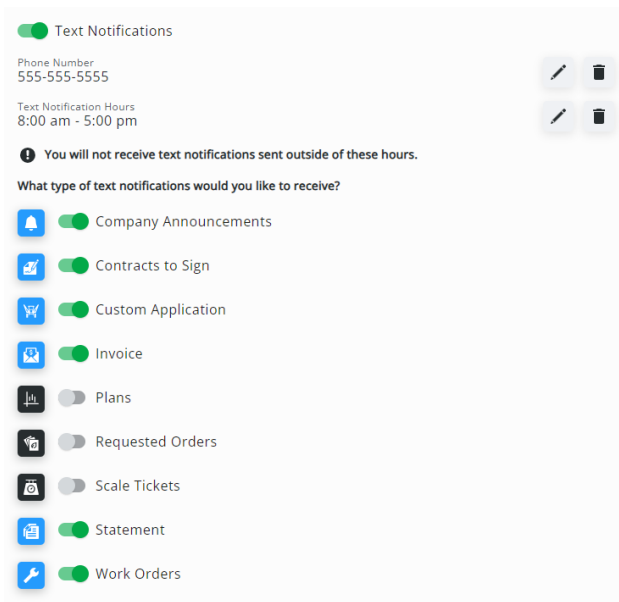 Text Notifications
Phone Number
555-555-5555
Text Notification Hours
8:00 am - 5:00 pm
You will not receive text notifications sent outside of these hours.
What type of text notifications would you like to receive?
Company Announcements
Contracts to Sign
Custom Application
Invoice
Plans
Requested Orders
Scale Tickets
Statement
Work Orders